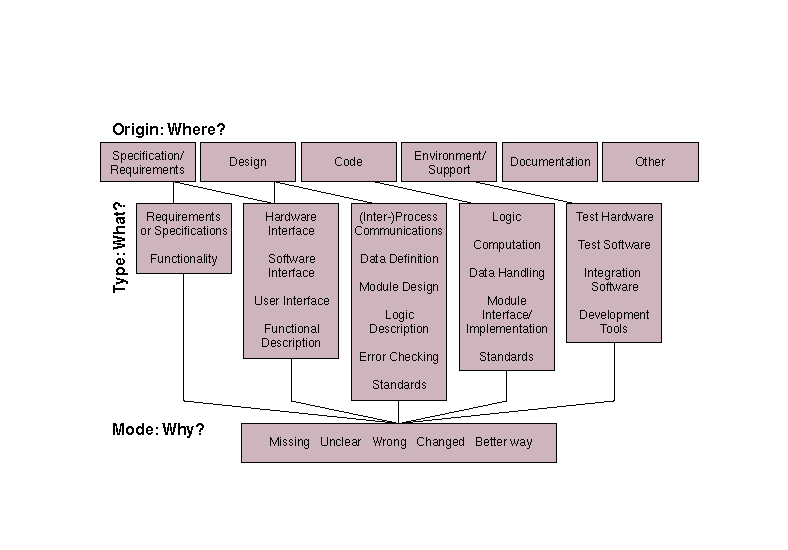 Origin: Where?
Specification/
Requirements
Design
Code
Environment/
Support
Documentation
Other
Type: What?
Requirements
or Specifications
Functionality
Hardware
Interface
Software
Interface
User Interface
Functional
Description
(Inter-)Process
Communications
Data Definition
Module Design
Logic
Description
Error Checking
Standards
Logic
Computation
Data Handling
Module
Interface/
Implementation
Standards
Test Hardware
Test Software
Integration
Software
Development
Tools
Mode: Why?
Missing Unclear Wrong Changed Better way